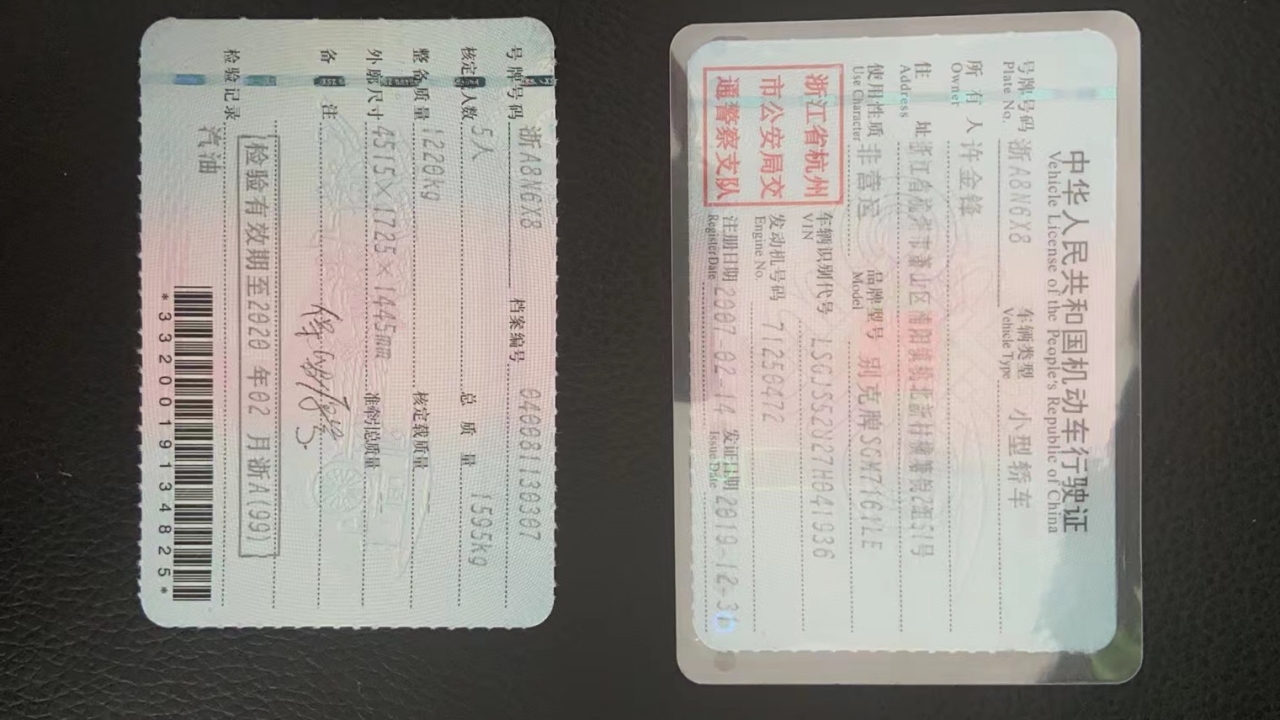 中华人民共和国机动车行驶证
Vehicle License of the People's Republic of China
号牌号码 浙A8N6X8 车辆类型 小型轿车
Plate No. Vehicle Type
所有人 许金锋
Owner
住址 浙江省杭州市萧山区
Address
使用性质 非营运 品牌型号 别克牌SGM7161LE
Use Character Model
浙江省杭州
市公安局交
通警察支队
车辆识别代号 LSGJS52U27H041936
VIN
发动机号码 71250472
Engine No.
注册日期 2007-02-14 发证日期 2019-12-30
Register Date Issue Date
号牌号码 浙A8N6X8 档案编号 040081130307
核定载人数 5人 总质量 1595kg
整备质量 1220kg 核定载质量 --
外廓尺寸 4515×1725×1445mm 准牵引总质量 --
备注
检验有效期至2020年02月浙A(99)
检验记录
汽油
*3320019134825*